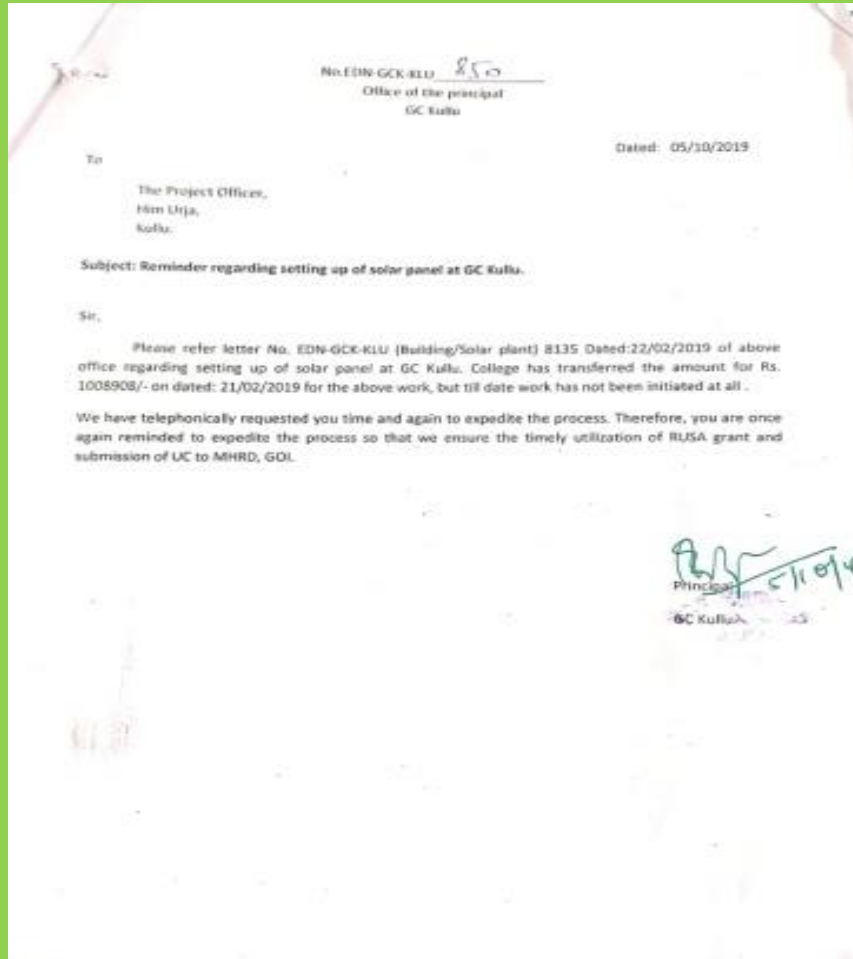 No.EDN-GCK-KLU 850
Office of the principal
GC Kullu
Dated: 05/10/2019
To
The Project Officer,
Him Urja,
Kullu.
Subject: Reminder regarding setting up of solar panel at GC Kullu.
Sir,
Please refer letter No. EDN-GCK-KLU (Building/Solar plant) 8135 Dated:22/02/2019 of above
office regarding setting up of solar panel at GC Kullu. College has transferred the amount for Rs.
1008908/- on dated: 21/02/2019 for the above work, but till date work has not been initiated at all .
We have telephonically requested you time and again to expedite the process. Therefore, you are once
again reminded to expedite the process so that we ensure the timely utilization of RUSA grant and
submission of UC to MHRD, GOI.
Principal
GC Kullu